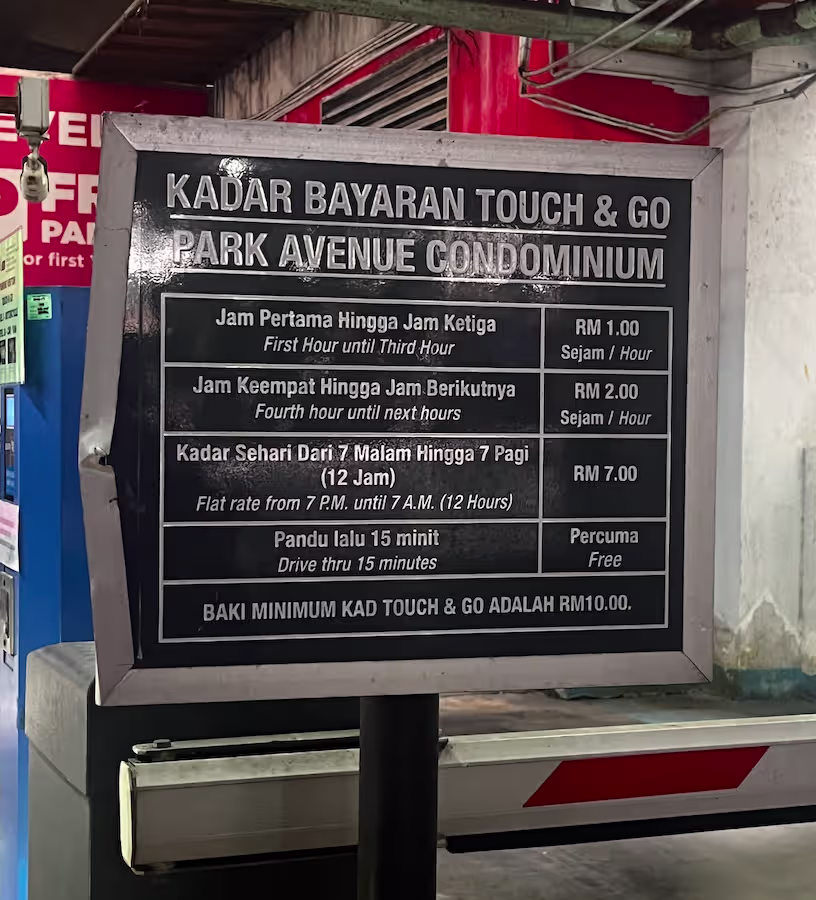 KADAR BAYARAN TOUCH & GO
PARK AVENUE CONDOMINIUM
Jam Pertama Hingga Jam Ketiga
First Hour until Third Hour
RM 1.00
Sejam / Hour
Jam Keempat Hingga Jam Berikutnya
Fourth hour until next hours
RM 2.00
Sejam / Hour
Kadar Sehari Dari 7 Malam Hingga 7 Pagi
(12 Jam)
Flat rate from 7 P.M. until 7 A.M. (12 Hours)
RM 7.00
Pandu lalu 15 minit
Drive thru 15 minutes
Percuma
Free
BAKI MINIMUM KAD TOUCH & GO ADALAH RM10.00.
or first